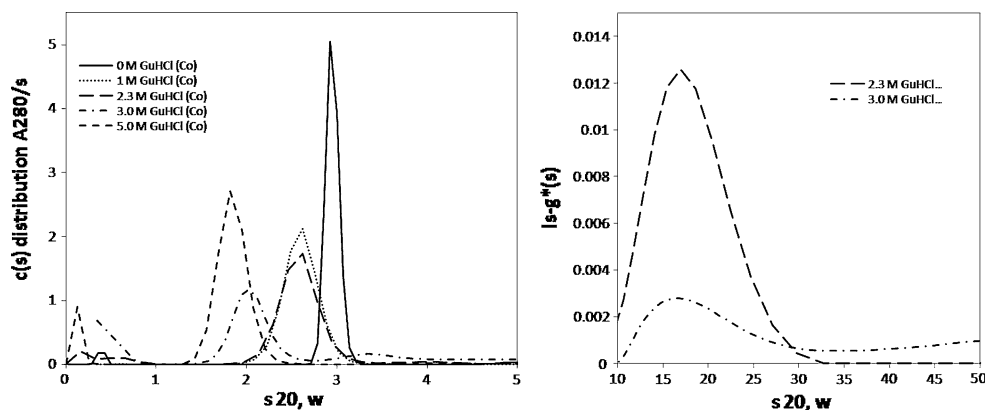 c(s) distribution A280/s
5
4
3
2
1
0
0 M GuHCl (Co)
1 M GuHCl (Co)
2.3 M GuHCl (Co)
3.0 M GuHCl (Co)
5.0 M GuHCl (Co)
0 1 2 3 4 5
s 20, w
ls-g*(s)
0.014
0.012
0.01
0.008
0.006
0.004
0.002
0
2.3 M GuHCl...
3.0 M GuHCl...
10 15 20 25 30 35 40 45 50
s 20, w